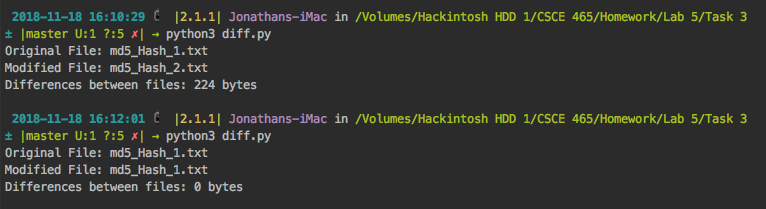 2018-11-18 16:10:29 |2.1.1| Jonathans-iMac in /Volumes/Hackintosh HDD 1/CSCE 465/Homework/Lab 5/Task 3
± |master U:1 ?:5 ✗| → python3 diff.py
Original File: md5_Hash_1.txt
Modified File: md5_Hash_2.txt
Differences between files: 224 bytes
2018-11-18 16:12:01 |2.1.1| Jonathans-iMac in /Volumes/Hackintosh HDD 1/CSCE 465/Homework/Lab 5/Task 3
± |master U:1 ?:5 ✗| → python3 diff.py
Original File: md5_Hash_1.txt
Modified File: md5_Hash_1.txt
Differences between files: 0 bytes